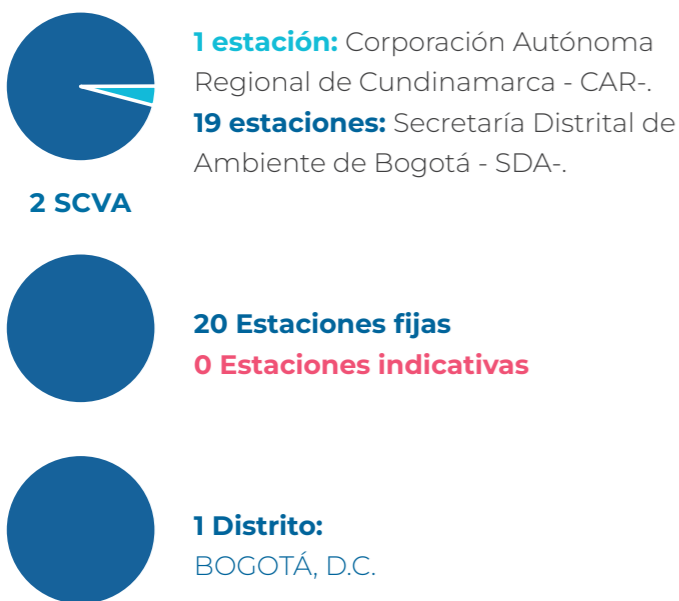 1 estación: Corporación Autónoma
Regional de Cundinamarca - CAR-.
19 estaciones: Secretaría Distrital de
Ambiente de Bogotá - SDA-.
2 SCVA
20 Estaciones fijas
0 Estaciones indicativas
1 Distrito:
BOGOTÁ, D.C.